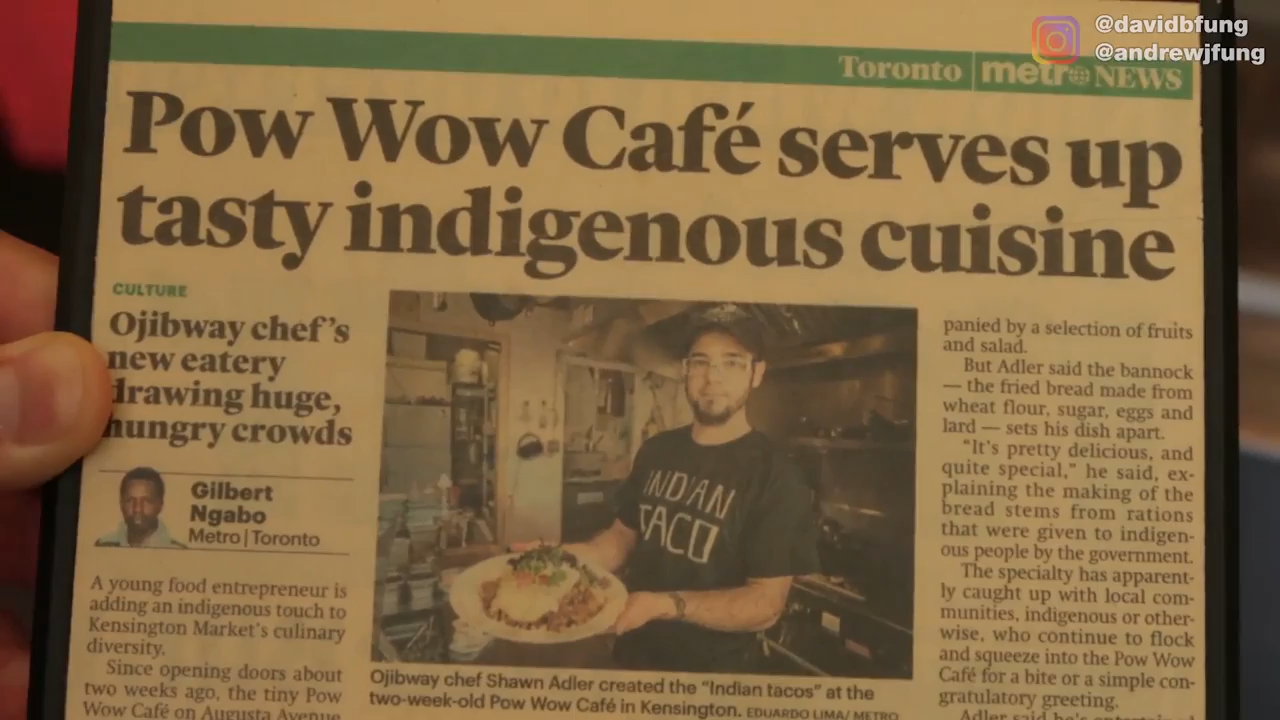 @davidbfung
@andrewjfung
Toronto | metro NEWS
Pow Wow Café serves up
tasty indigenous cuisine
CULTURE
Ojibway chef's
new eatery
drawing huge,
hungry crowds
Gilbert
Ngabo
Metro | Toronto
A young food entrepreneur is
adding an indigenous touch to
Kensington Market's culinary
diversity.
Since opening doors about
two weeks ago, the tiny Pow
Wow Café on Augusta Avenue
INDIAN
TACO
Ojibway chef Shawn Adler created the "Indian tacos" at the
two-week-old Pow Wow Café in Kensington. EDUARDO LIMA/ METRO
panied by a selection of fruits
and salad.
But Adler said the bannock
— the fried bread made from
wheat flour, sugar, eggs and
lard — sets his dish apart.
"It's pretty delicious, and
quite special," he said, ex-
plaining the making of the
bread stems from rations
that were given to indigen-
ous people by the government.
The specialty has apparent-
ly caught up with local com-
munities, indigenous or other-
wise, who continue to flock
and squeeze into the Pow Wow
Café for a bite or a simple con-
gratulatory greeting.
Adler said he's